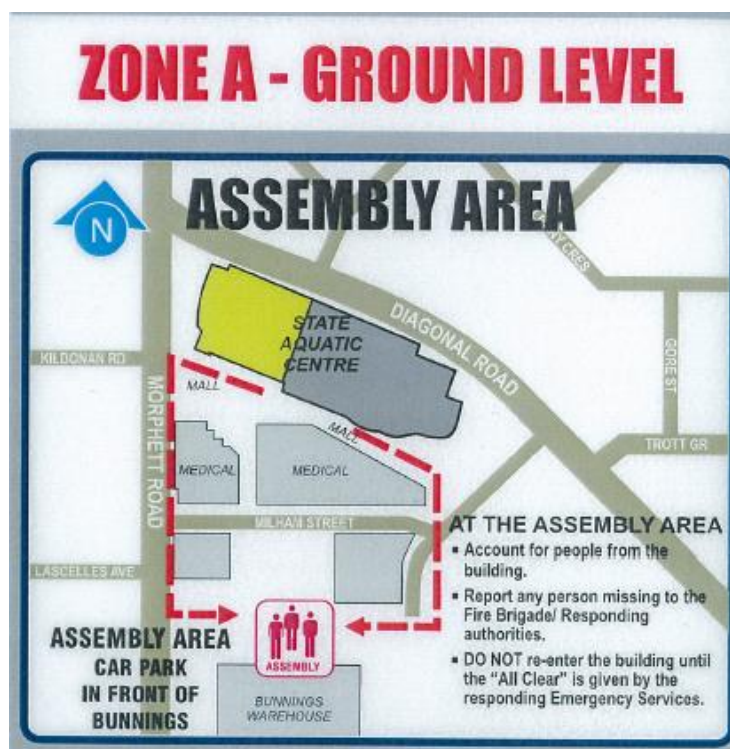 ZONE A - GROUND LEVEL
ASSEMBLY AREA
N
CRES
STATE
AQUATIC
CENTRE
DIAGONAL ROAD
KILDONAN RD
MALL
GORE ST
MORPHETT ROAD
MALL
TROTT GR
MEDICAL
MEDICAL
MILHAM STREET
LASCELLES AVE
AT THE ASSEMBLY AREA
▪ Account for people from the
building.
▪ Report any person missing to the
Fire Brigade/ Responding
authorities.
▪ DO NOT re-enter the building until
the “All Clear” is given by the
responding Emergency Services.
ASSEMBLY
ASSEMBLY AREA
CAR PARK
IN FRONT OF
BUNNINGS
BUNNINGS
WAREHOUSE